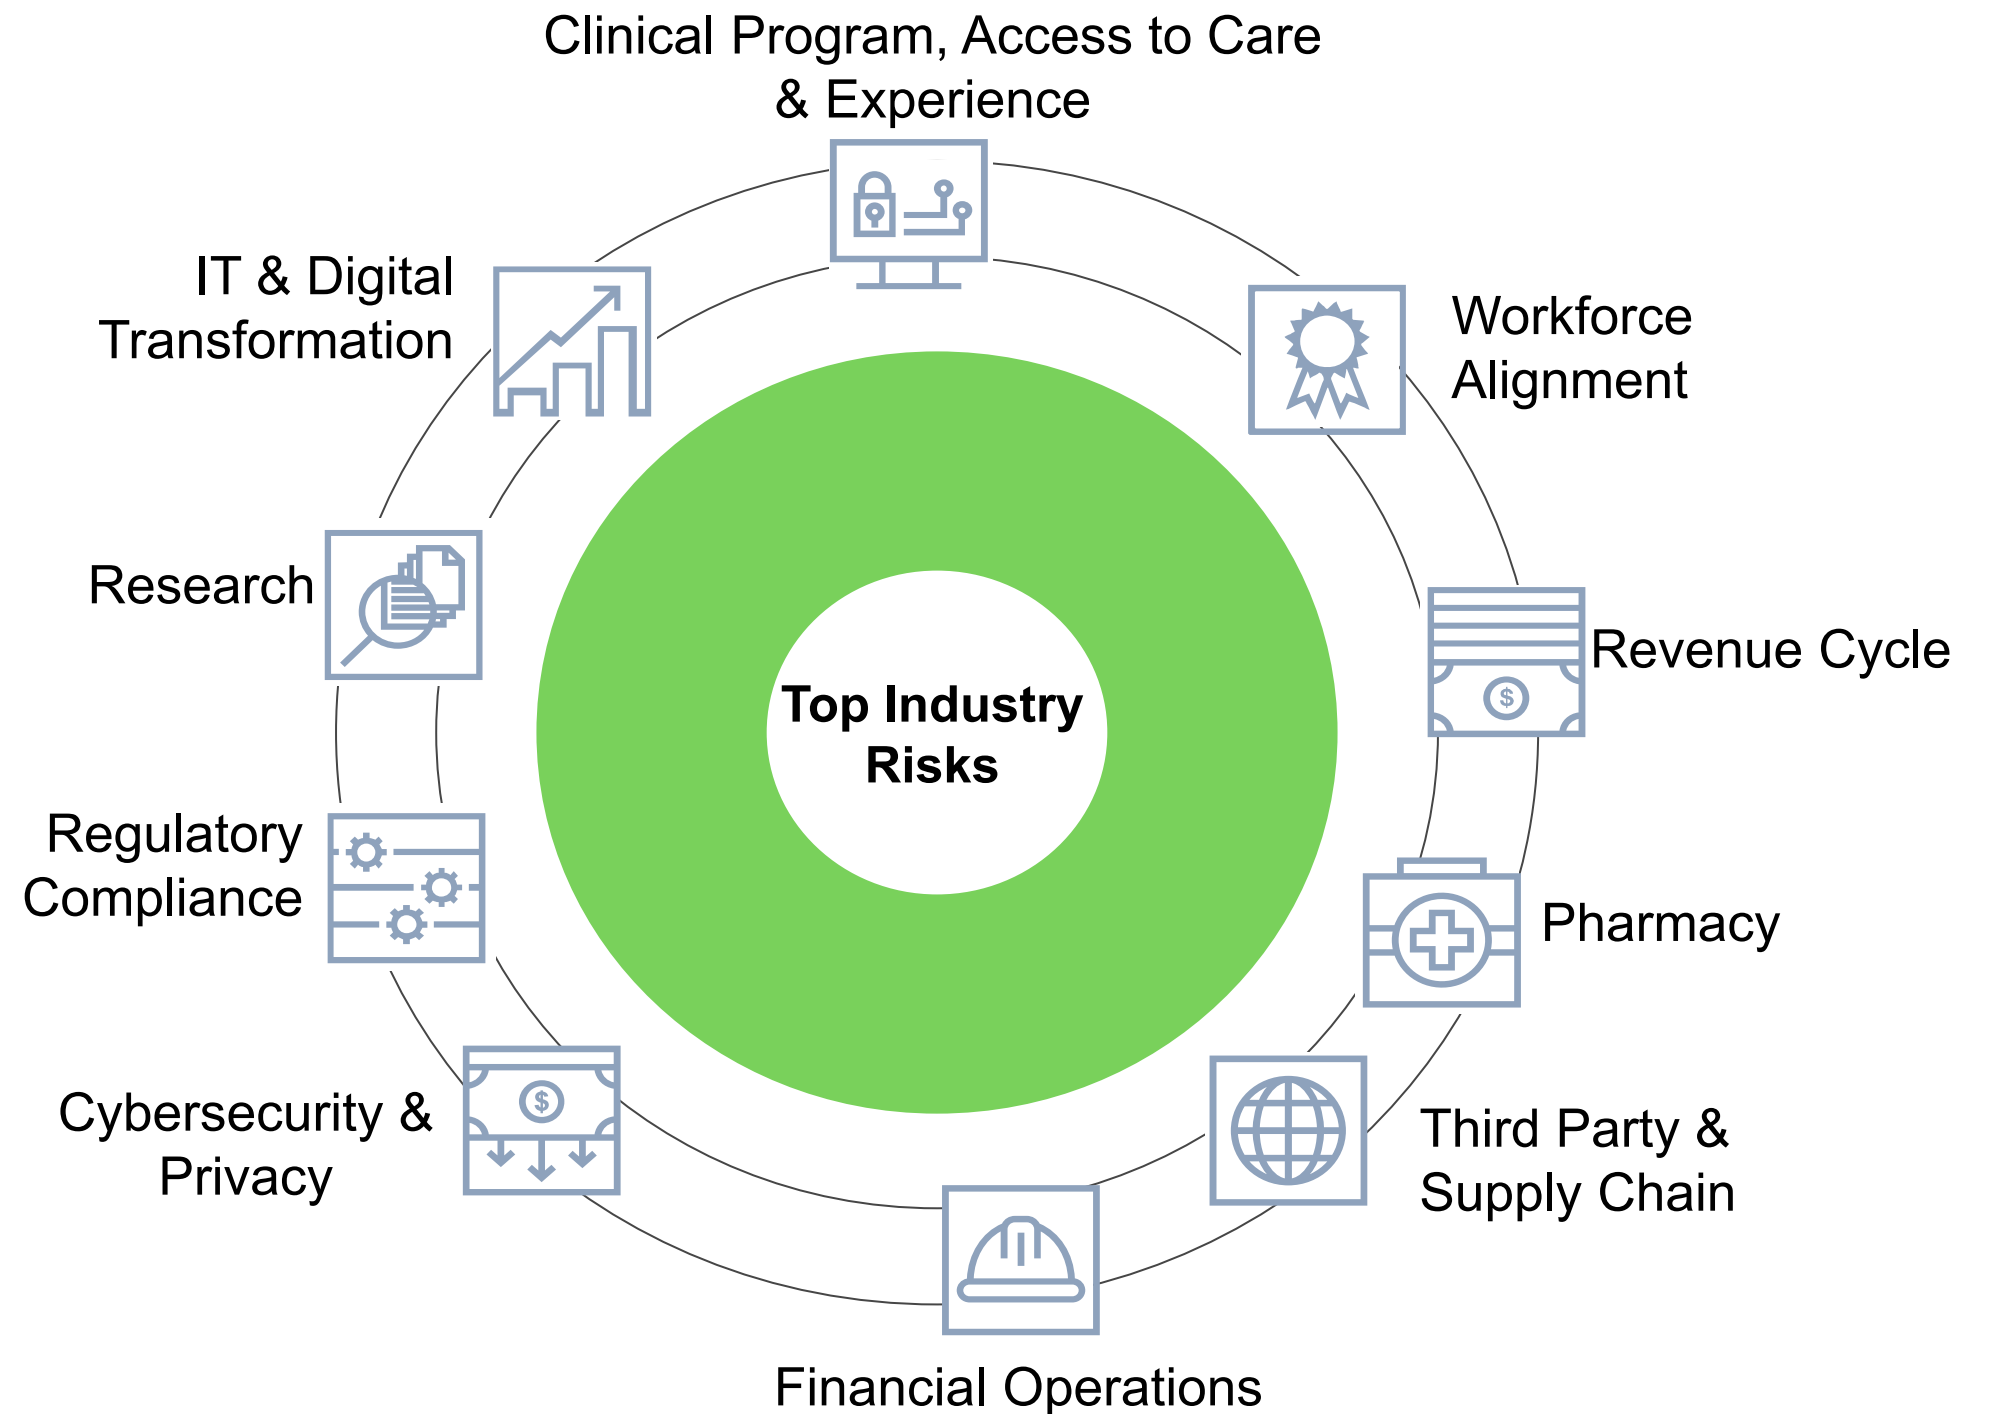 Clinical Program, Access to Care
& Experience
Workforce
Alignment
Revenue Cycle
$
Pharmacy
Third Party &
Supply Chain
Financial Operations
Cybersecurity &
Privacy
$
Regulatory
Compliance
Research
IT & Digital
Transformation
Top Industry
Risks